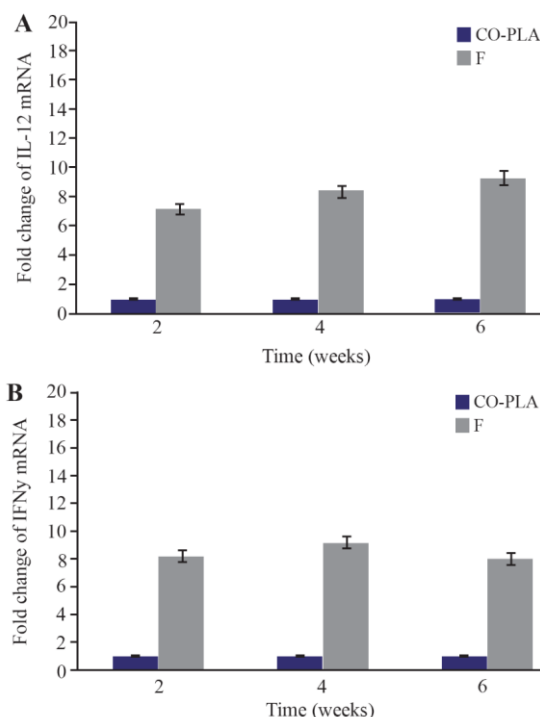 A
Fold change of IL-12 mRNA
20
18
16
14
12
10
8
6
4
2
0
CO-PLA
F
2 4 6
Time (weeks)
B
Fold change of IFNy mRNA
20
18
16
14
12
10
8
6
4
2
0
CO-PLA
F
2 4 6
Time (weeks)